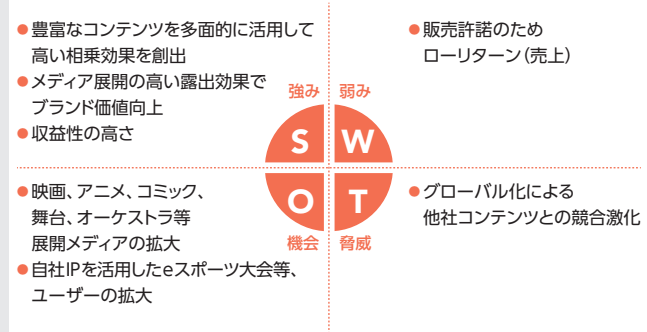 ●豊富なコンテンツを多面的に活用して
高い相乗効果を創出
●メディア展開の高い露出効果で
ブランド価値向上
●収益性の高さ
強み
S
●販売許諾のため
ローリターン(売上)
弱み
W
●映画、アニメ、コミック、
舞台、オーケストラ等
展開メディアの拡大
●自社IPを活用したeスポーツ大会等、
ユーザーの拡大
O
機会
●グローバル化による
他社コンテンツとの競合激化
T
脅威